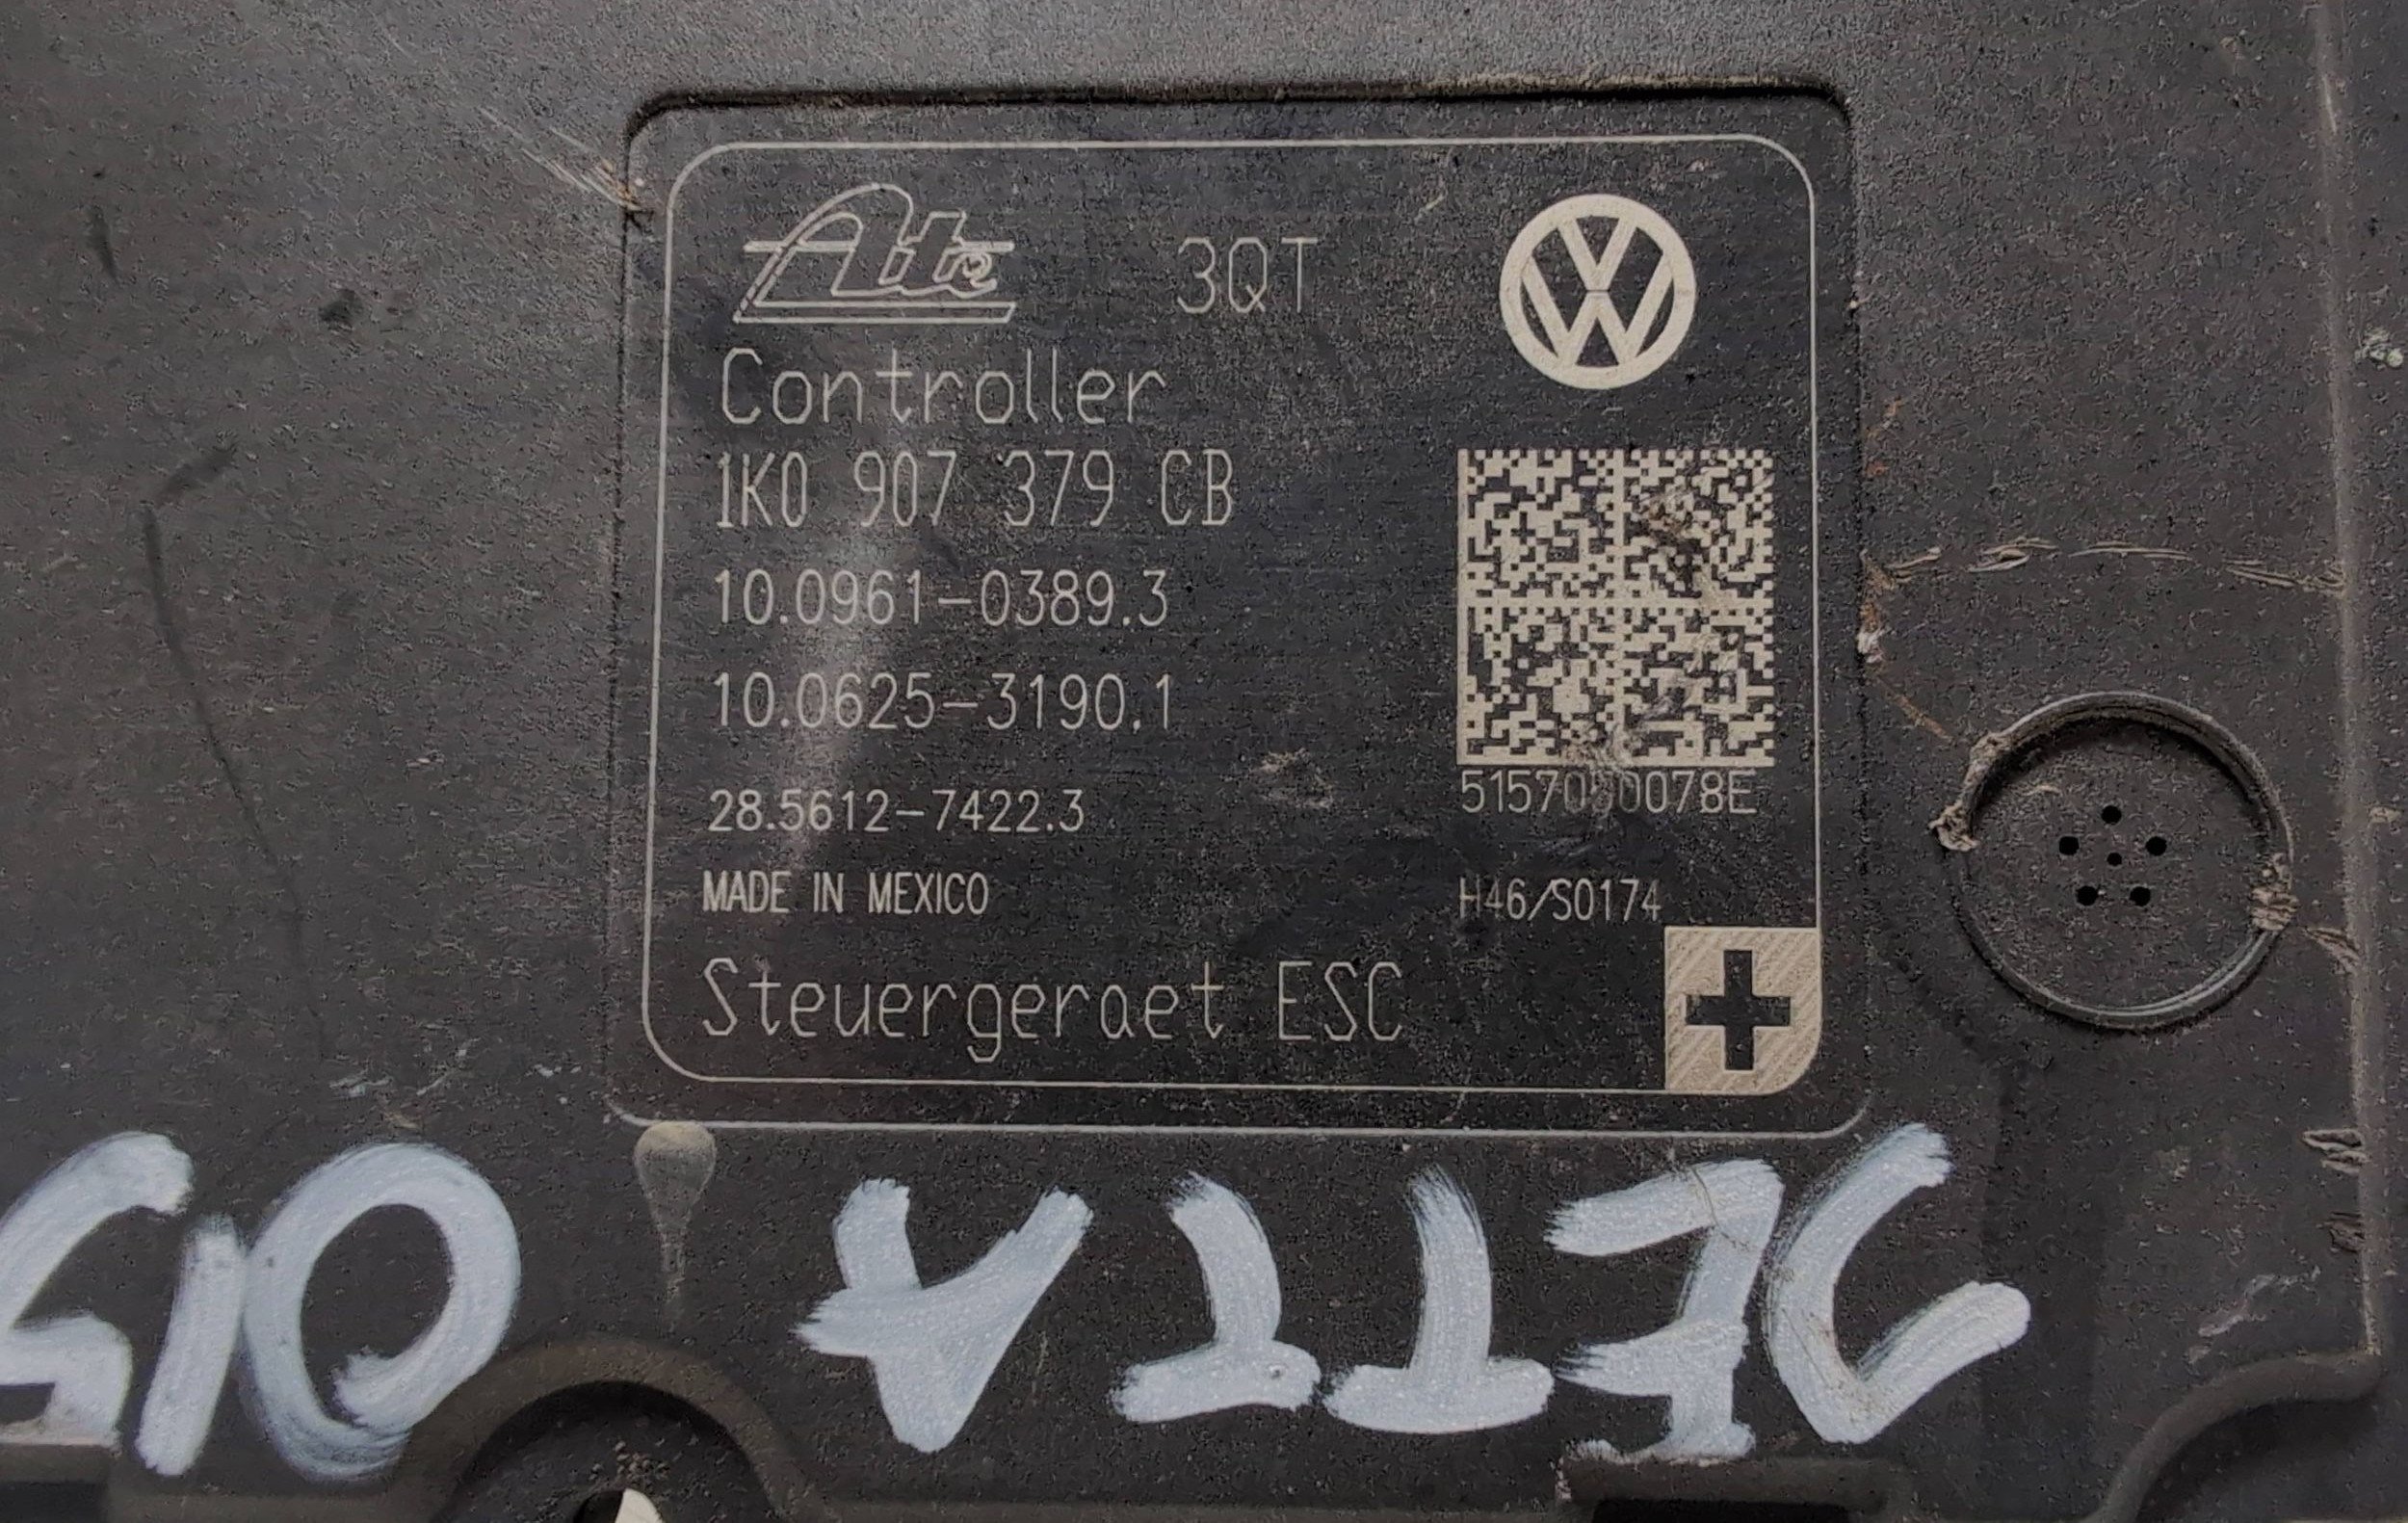 Ate 3QT
Controller
1K0 907 379 CB
10.0961-0389.3
10.0625-3190.1
28.5612-7422.3
MADE IN MEXICO
H46/S0174
Steuergeraet ESC
JETTA